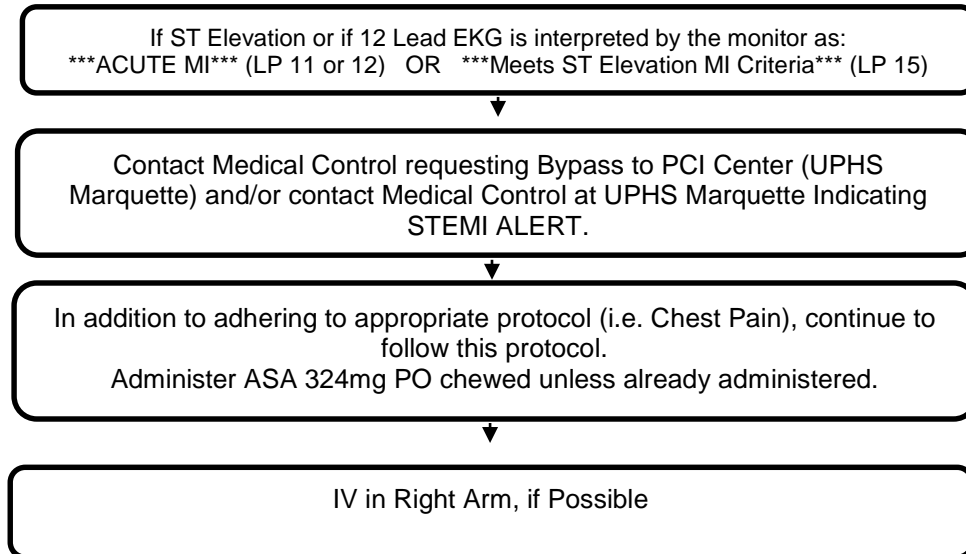 If ST Elevation or if 12 Lead EKG is interpreted by the monitor as:
***ACUTE MI*** (LP 11 or 12) OR ***Meets ST Elevation MI Criteria*** (LP 15)
Contact Medical Control requesting Bypass to PCI Center (UPHS
Marquette) and/or contact Medical Control at UPHS Marquette Indicating
STEMI ALERT.
In addition to adhering to appropriate protocol (i.e. Chest Pain), continue to
follow this protocol.
Administer ASA 324mg PO chewed unless already administered.
IV in Right Arm, if Possible